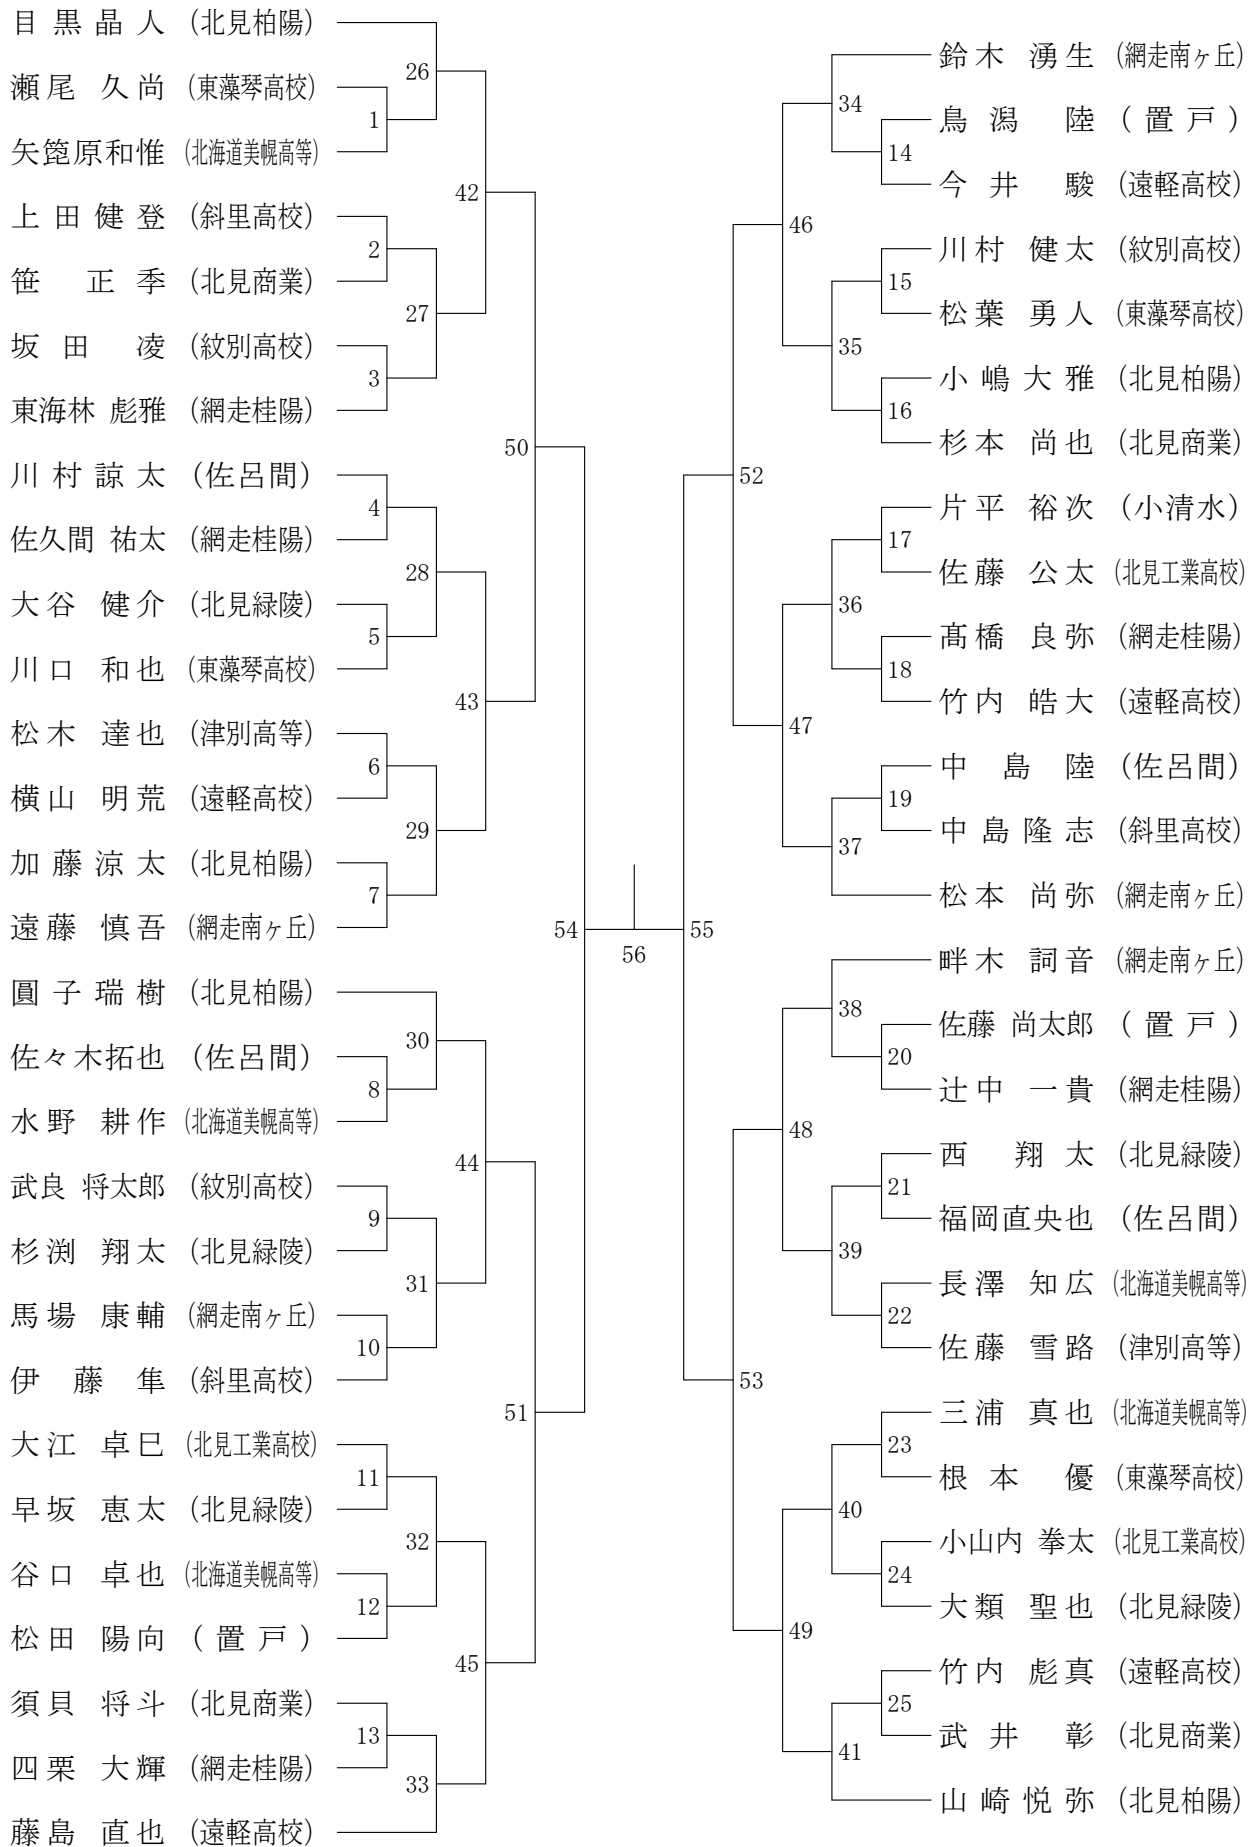 目黒晶人 (北見柏陽)
瀬尾 久尚 (東藻琴高校)
矢箆原和惟 (北海道美幌高等)
上田健登 (斜里高校)
笹 正季 (北見商業)
坂田 凌 (紋別高校)
東海林 彪雅 (網走桂陽)
川村諒太 (佐呂間)
佐久間 祐太 (網走桂陽)
大谷 健介 (北見緑陵)
川口 和也 (東藻琴高校)
松木 達也 (津別高等)
横山 明荒 (遠軽高校)
加藤涼太 (北見柏陽)
遠藤 慎吾 (網走南ヶ丘)
圓子瑞樹 (北見柏陽)
佐々木拓也 (佐呂間)
水野 耕作 (北海道美幌高等)
武良 将太郎 (紋別高校)
杉渕 翔太 (北見緑陵)
馬場 康輔 (網走南ヶ丘)
伊藤 隼 (斜里高校)
大江 卓巳 (北見工業高校)
早坂 恵太 (北見緑陵)
谷口 卓也 (北海道美幌高等)
松田 陽向 (置戸)
須貝 将斗 (北見商業)
四栗 大輝 (網走桂陽)
藤島 直也 (遠軽高校)
1
2
3
4
5
6
7
8
9
10
11
12
13
26
27
28
29
30
31
32
33
42
43
44
45
50
51
54
56
55
52
53
46
47
48
49
34
35
36
37
38
39
40
41
14
15
16
17
18
19
20
21
22
23
24
25
鈴木 湧生 (網走南ヶ丘)
鳥潟 陸 (置戸)
今井 駿 (遠軽高校)
川村 健太 (紋別高校)
松葉 勇人 (東藻琴高校)
小嶋大雅 (北見柏陽)
杉本 尚也 (北見商業)
片平 裕次 (小清水)
佐藤 公太 (北見工業高校)
髙橋 良弥 (網走桂陽)
竹内 皓大 (遠軽高校)
中島 陸 (佐呂間)
中島隆志 (斜里高校)
松本 尚弥 (網走南ヶ丘)
畔木 詞音 (網走南ヶ丘)
佐藤 尚太郎 (置戸)
辻中 一貴 (網走桂陽)
西 翔太 (北見緑陵)
福岡直央也 (佐呂間)
長澤 知広 (北海道美幌高等)
佐藤 雪路 (津別高等)
三浦 真也 (北海道美幌高等)
根本 優 (東藻琴高校)
小山内 拳太 (北見工業高校)
大類 聖也 (北見緑陵)
竹内 彪真 (遠軽高校)
武井 彰 (北見商業)
山崎悦弥 (北見柏陽)